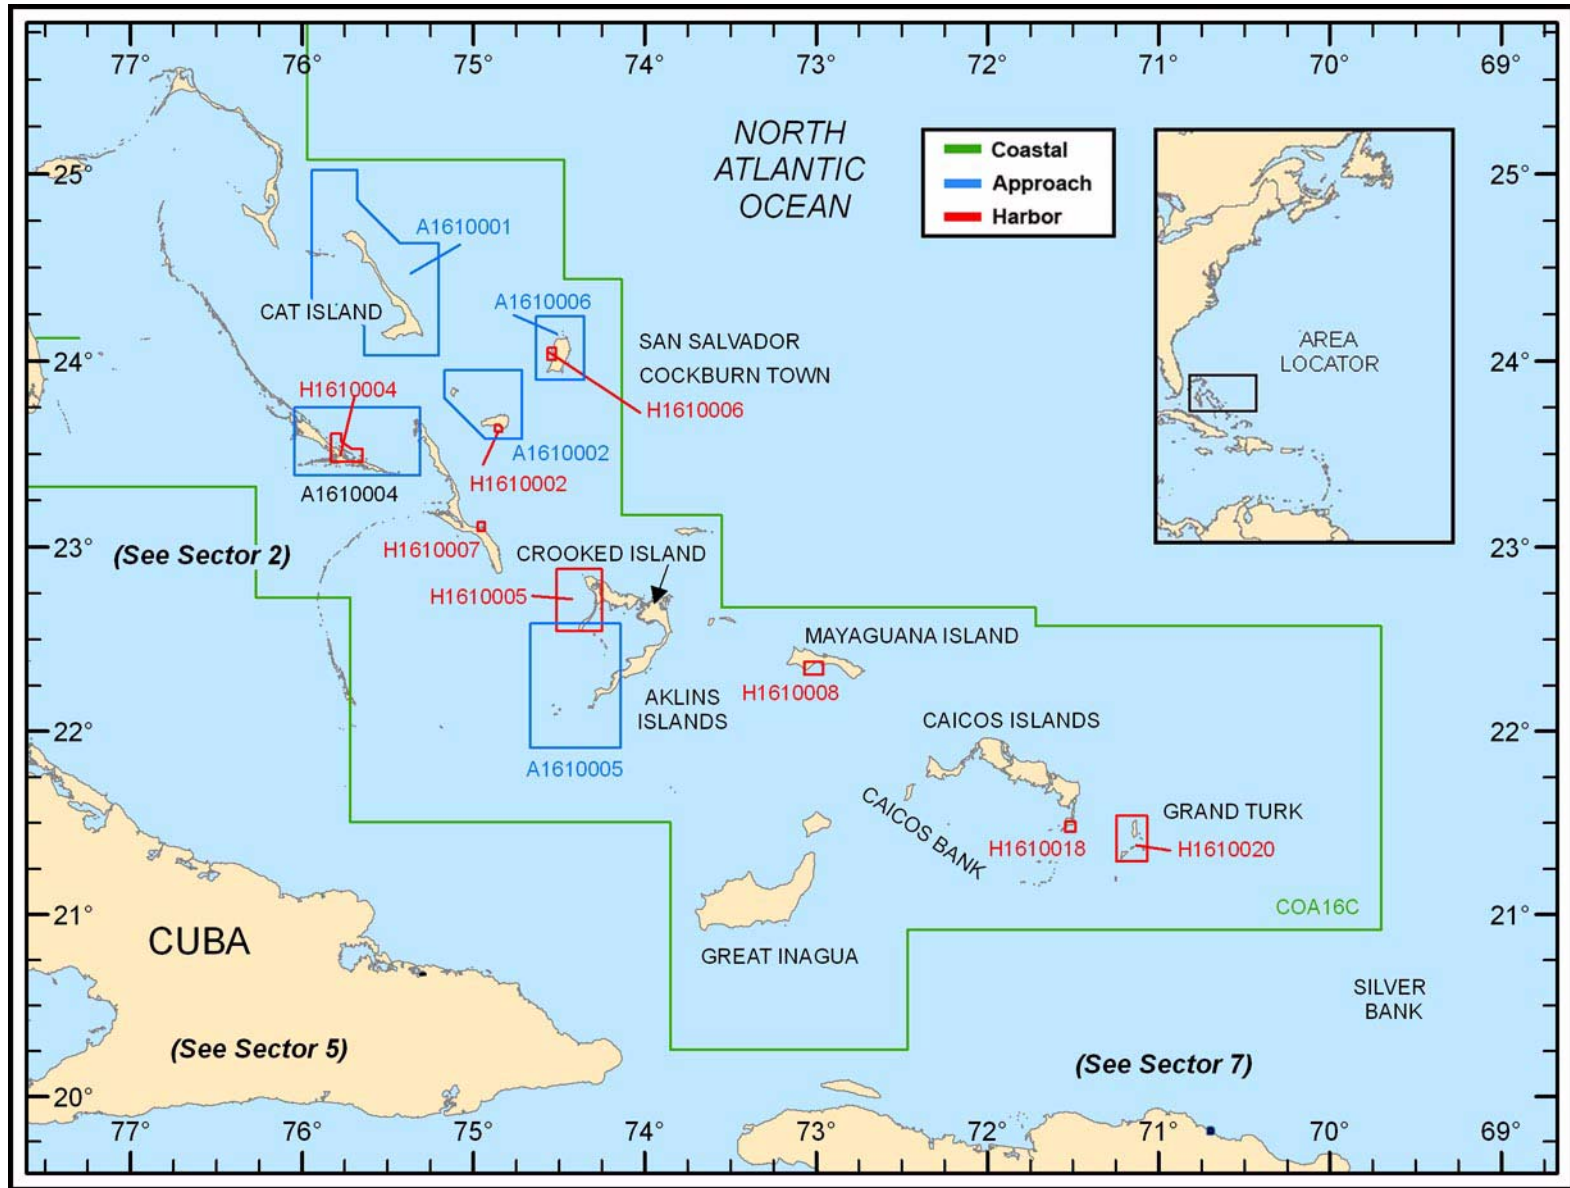 77° 76° 75° 74° 73° 72° 71° 70° 69°
NORTH
ATLANTIC
OCEAN
Coastal
Approach
Harbor
25° 25°
A1610001
CAT ISLAND
A1610006
SAN SALVADOR
COCKBURN TOWN
AREA
LOCATOR
24° 24°
H1610004
H1610006
A1610002
H1610002
A1610004
(See Sector 2)
23° 23°
H1610007
CROOKED ISLAND
H1610005
MAYAGUANA ISLAND
H1610008
AKLINS
ISLANDS
22° 22°
CAICOS ISLANDS
A1610005
CAICOS BANK
GRAND TURK
H1610018
H1610020
21° 21°
COA16C
CUBA
GREAT INAGUA
SILVER
BANK
(See Sector 5)
(See Sector 7)
20° 20°
77° 76° 75° 74° 73° 72° 71° 70° 69°